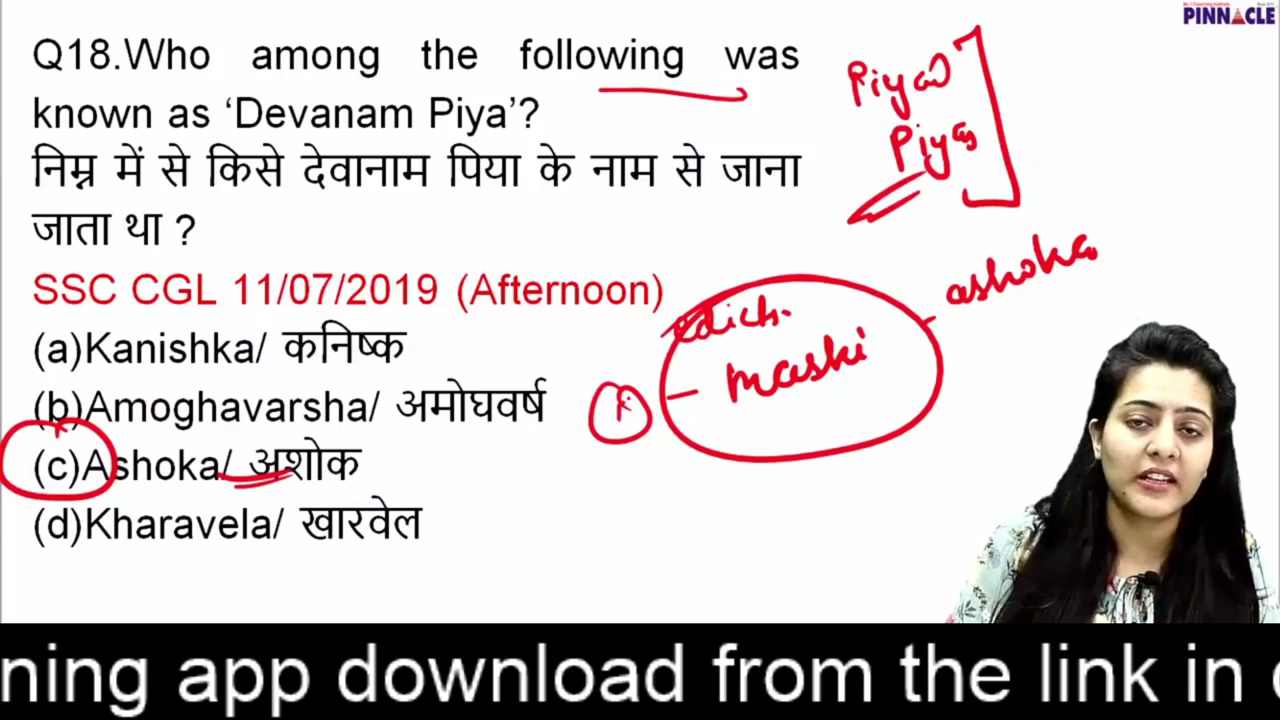 PINNACLE
Q18.Who among the following was
known as ‘Devanam Piya’?
निम्न में से किसे देवानाम पिया के नाम से जाना
जाता था ?
SSC CGL 11/07/2019 (Afternoon)
(a)Kanishka/ कनिष्क
(b)Amoghavarsha/ अमोघवर्ष
(c)Ashoka/ अशोक
(d)Kharavela/ खारवेल
Piya
Piya
ashoka
- maski
ning app download from the link in